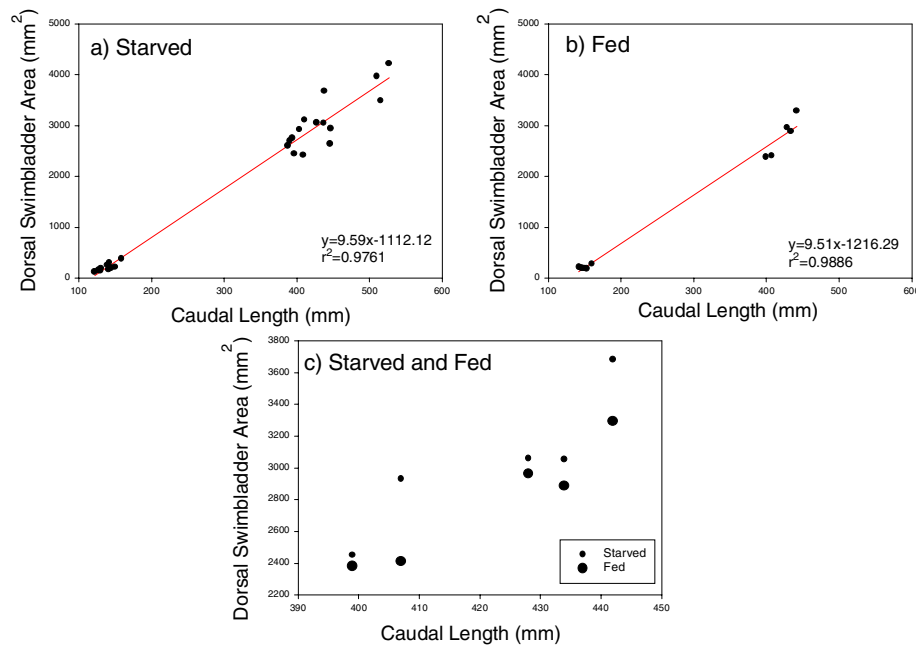 a) Starved
Dorsal Swimbladder Area (mm²)
5000
4000
3000
2000
1000
0
y=9.59x-1112.12
r²=0.9761
100 200 300 400 500 600
Caudal Length (mm)
b) Fed
Dorsal Swimbladder Area (mm²)
5000
4000
3000
2000
1000
0
y=9.51x-1216.29
r²=0.9886
100 200 300 400 500 600
Caudal Length (mm)
c) Starved and Fed
Dorsal Swimbladder Area (mm²)
3800
3600
3400
3200
3000
2800
2600
2400
2200
Starved
Fed
390 400 410 420 430 440 450
Caudal Length (mm)